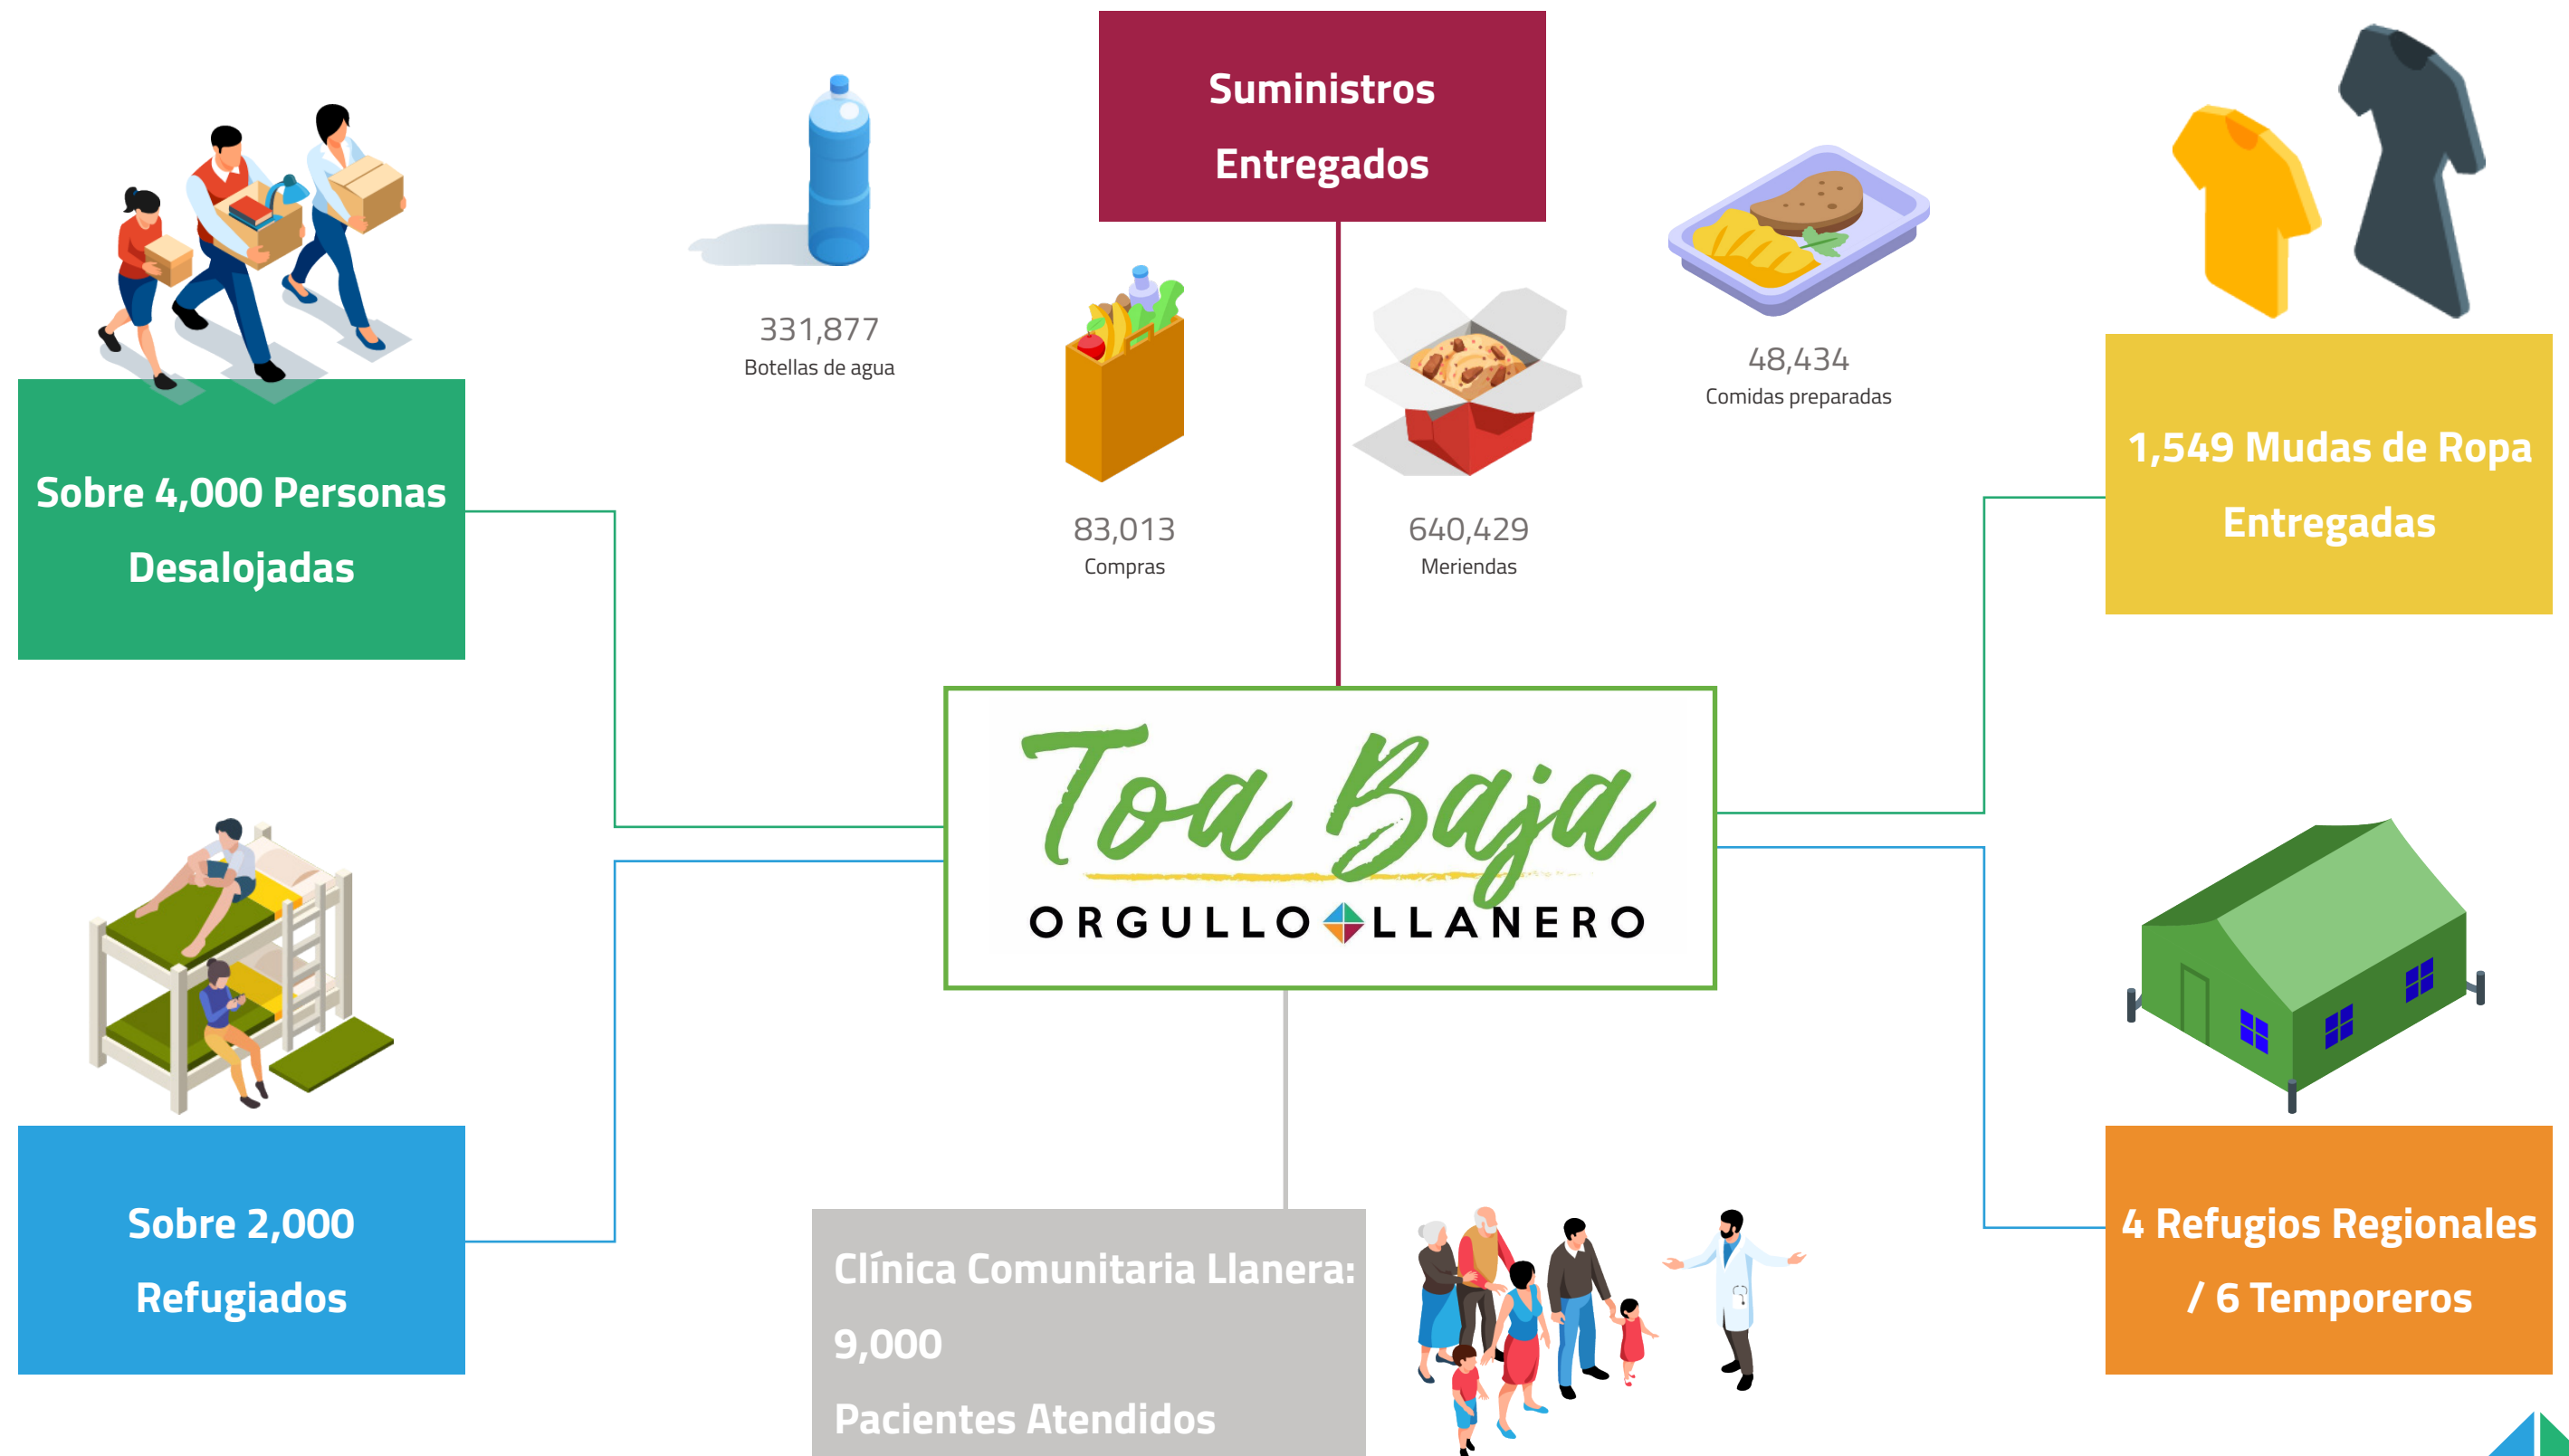 Suministros
Entregados
331,877
Botellas de agua
83,013
Compras
640,429
Meriendas
48,434
Comidas preparadas
Sobre 4,000 Personas
Desalojadas
1,549 Mudas de Ropa
Entregadas
Toa Baja
ORGULLO LLANERO
Sobre 2,000
Refugiados
Clínica Comunitaria Llanera:
9,000
Pacientes Atendidos
4 Refugios Regionales
/ 6 Temporeros